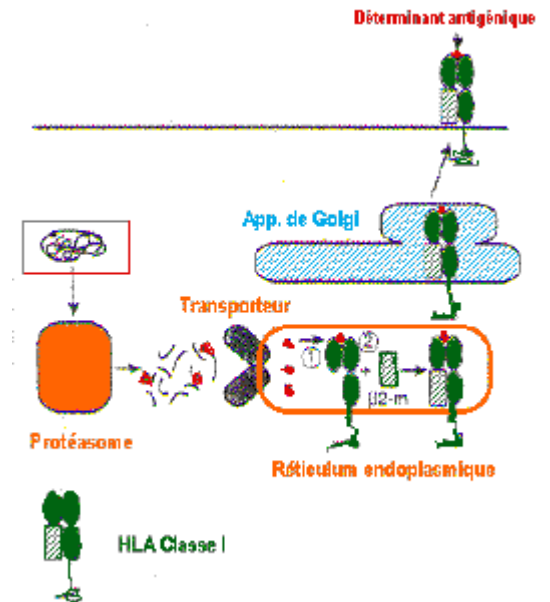 Déterminant antigénique
App. de Golgi
Transporteur
① ②
+
β2-m
Protéasome
Réticulum endoplasmique
HLA Classe I